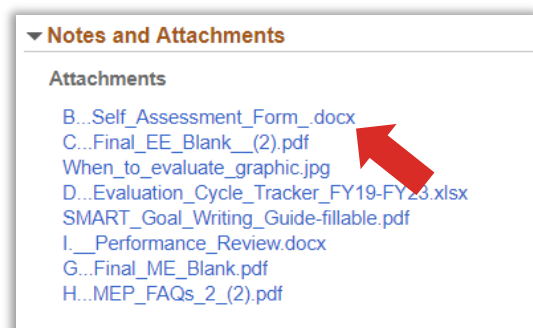 Notes and Attachments
Attachments
B...Self_Assessment_Form_.docx
C...Final_EE_Blank__(2).pdf
When_to_evaluate_graphic.jpg
D...Evaluation_Cycle_Tracker_FY19-FY23.xlsx
SMART_Goal_Writing_Guide-fillable.pdf
I.__Performance_Review.docx
G...Final_ME_Blank.pdf
H...MEP_FAQs_2_(2).pdf